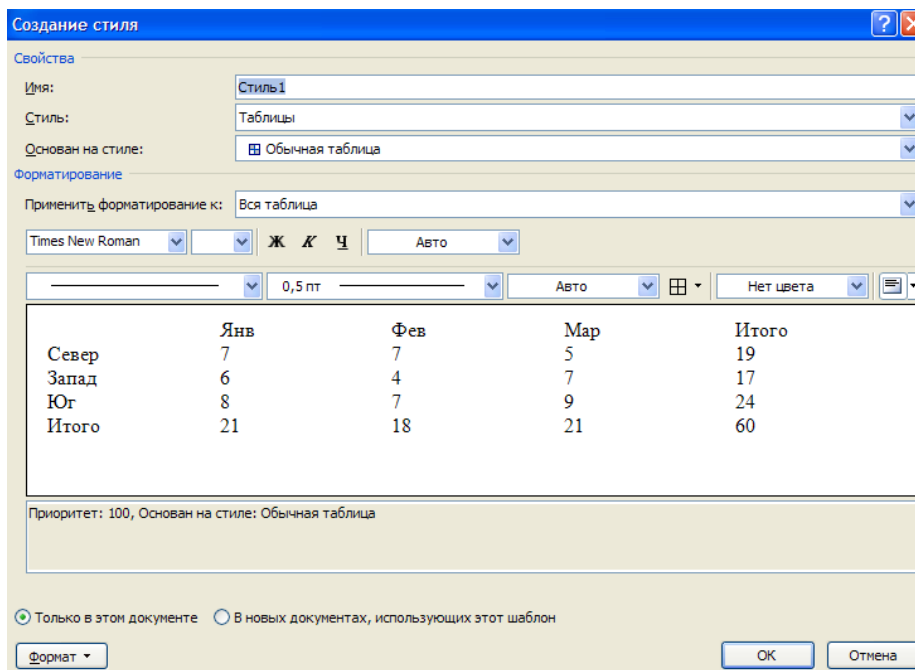 Создание стиля
Свойства
Имя: Стиль1
Стиль: Таблицы
Основан на стиле: Обычная таблица
Форматирование
Применить форматирование к: Вся таблица
Times New Roman Ж К Ч Авто
0,5 пт Авто Нет цвета
Янв Фев Мар Итого
Север 7 7 5 19
Запад 6 4 7 17
Юг 8 7 9 24
Итого 21 18 21 60
Приоритет: 100, Основан на стиле: Обычная таблица
Только в этом документе В новых документах, использующих этот шаблон
Формат ОК Отмена